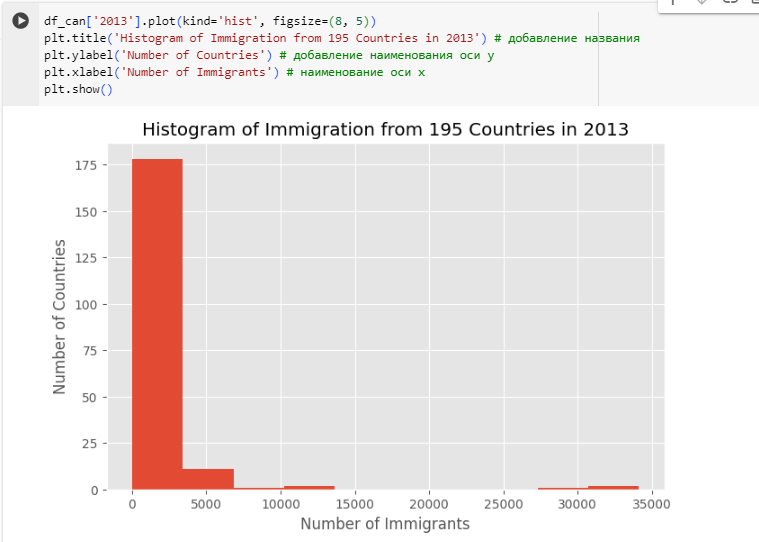 df_can['2013'].plot(kind='hist', figsize=(8, 5))
plt.title('Histogram of Immigration from 195 Countries in 2013') # добавление названия
plt.ylabel('Number of Countries') # добавление наименования оси y
plt.xlabel('Number of Immigrants') # наименование оси x
plt.show()
Histogram of Immigration from 195 Countries in 2013
175
150
125
100
75
50
25
0
Number of Countries
0 5000 10000 15000 20000 25000 30000 35000
Number of Immigrants